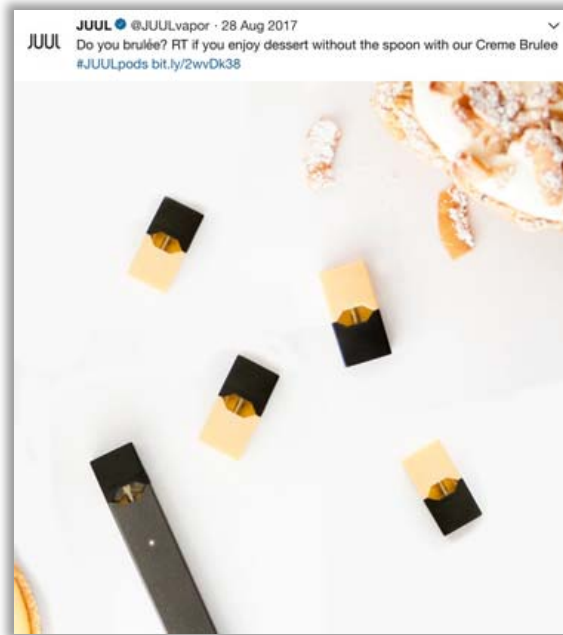 JUUL @JUULvapor · 28 Aug 2017
JUUL
Do you brulée? RT if you enjoy dessert without the spoon with our Creme Brulee
#JUULpods bit.ly/2wvDk38